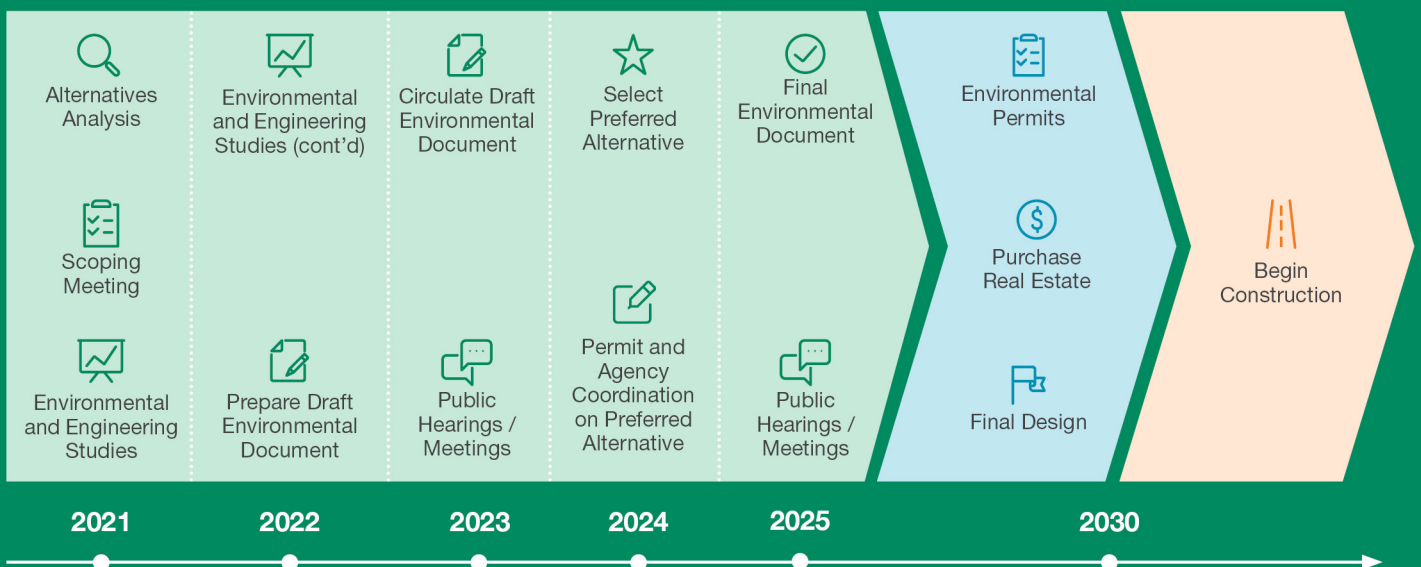 Alternatives
Analysis
Scoping
Meeting
Environmental
and Engineering
Studies
Environmental
and Engineering
Studies (cont’d)
Prepare Draft
Environmental
Document
Circulate Draft
Environmental
Document
Public
Hearings /
Meetings
Select
Preferred
Alternative
Permit and
Agency
Coordination
on Preferred
Alternative
Final
Environmental
Document
Public
Hearings /
Meetings
Environmental
Permits
Purchase
Real Estate
Final Design
Begin
Construction
2021
2022
2023
2024
2025
2030